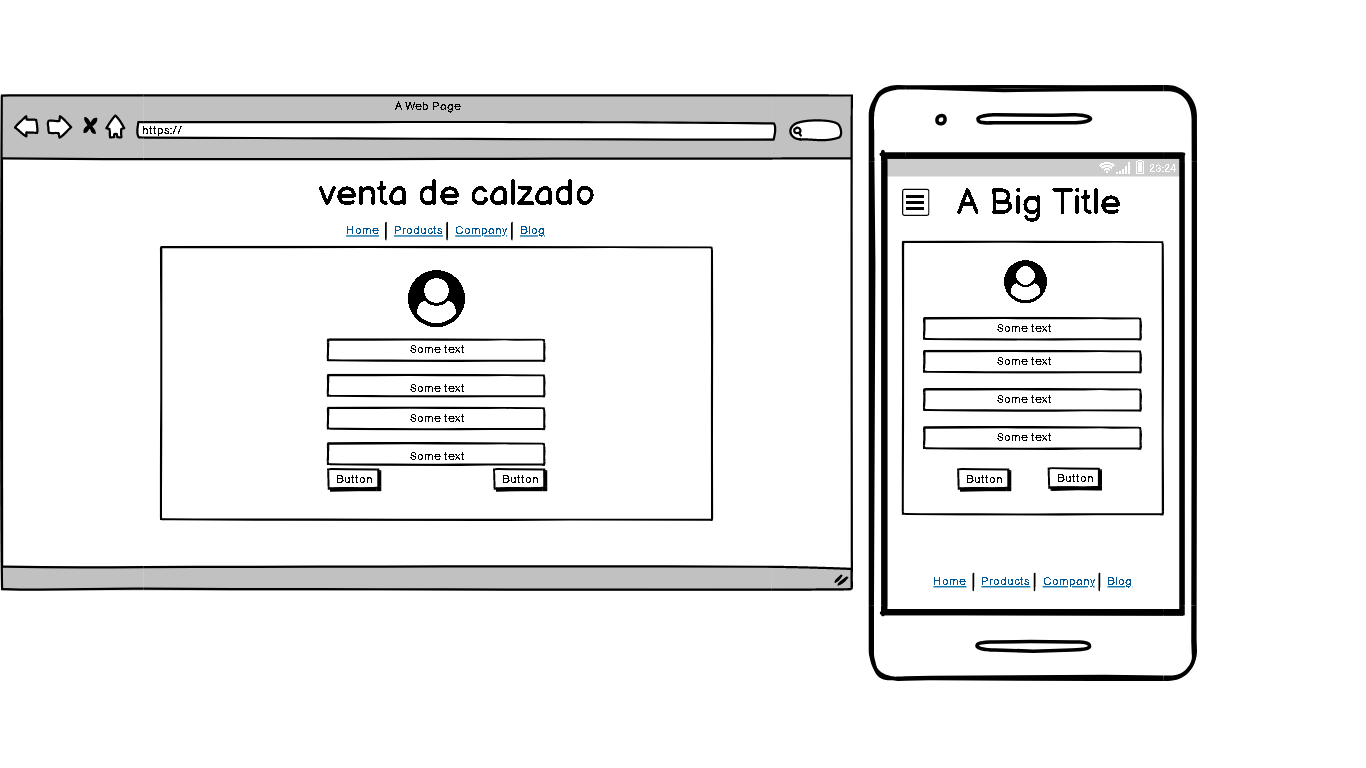 A Web Page
https://
venta de calzado
Home Products Company Blog
Some text
Some text
Some text
Some text
Button Button
23:24
A Big Title
Some text
Some text
Some text
Some text
Button Button
Home Products Company Blog